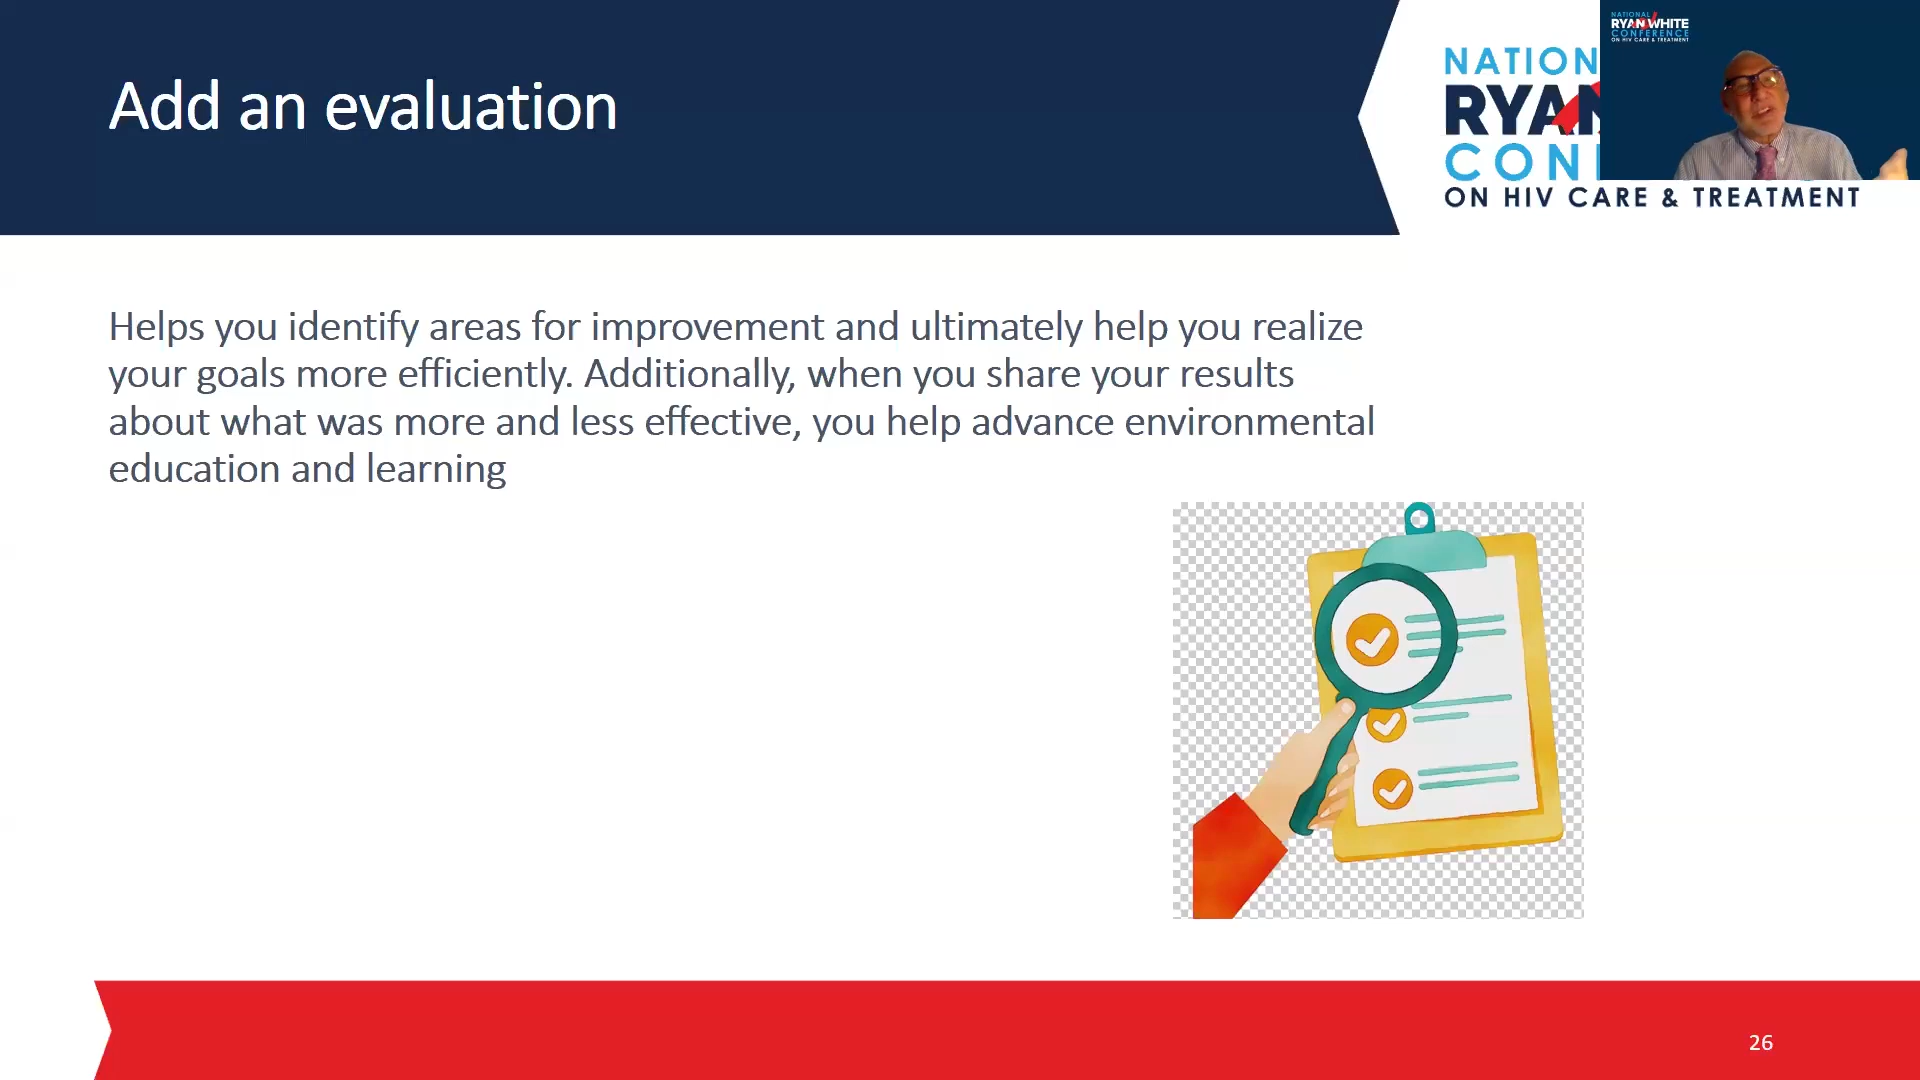 Add an evaluation
NATION
RYAN
CON
ON HIV CARE & TREATMENT
NATIONAL
RYAN WHITE
CONFERENCE
ON HIV CARE & TREATMENT
Helps you identify areas for improvement and ultimately help you realize
your goals more efficiently. Additionally, when you share your results
about what was more and less effective, you help advance environmental
education and learning
26